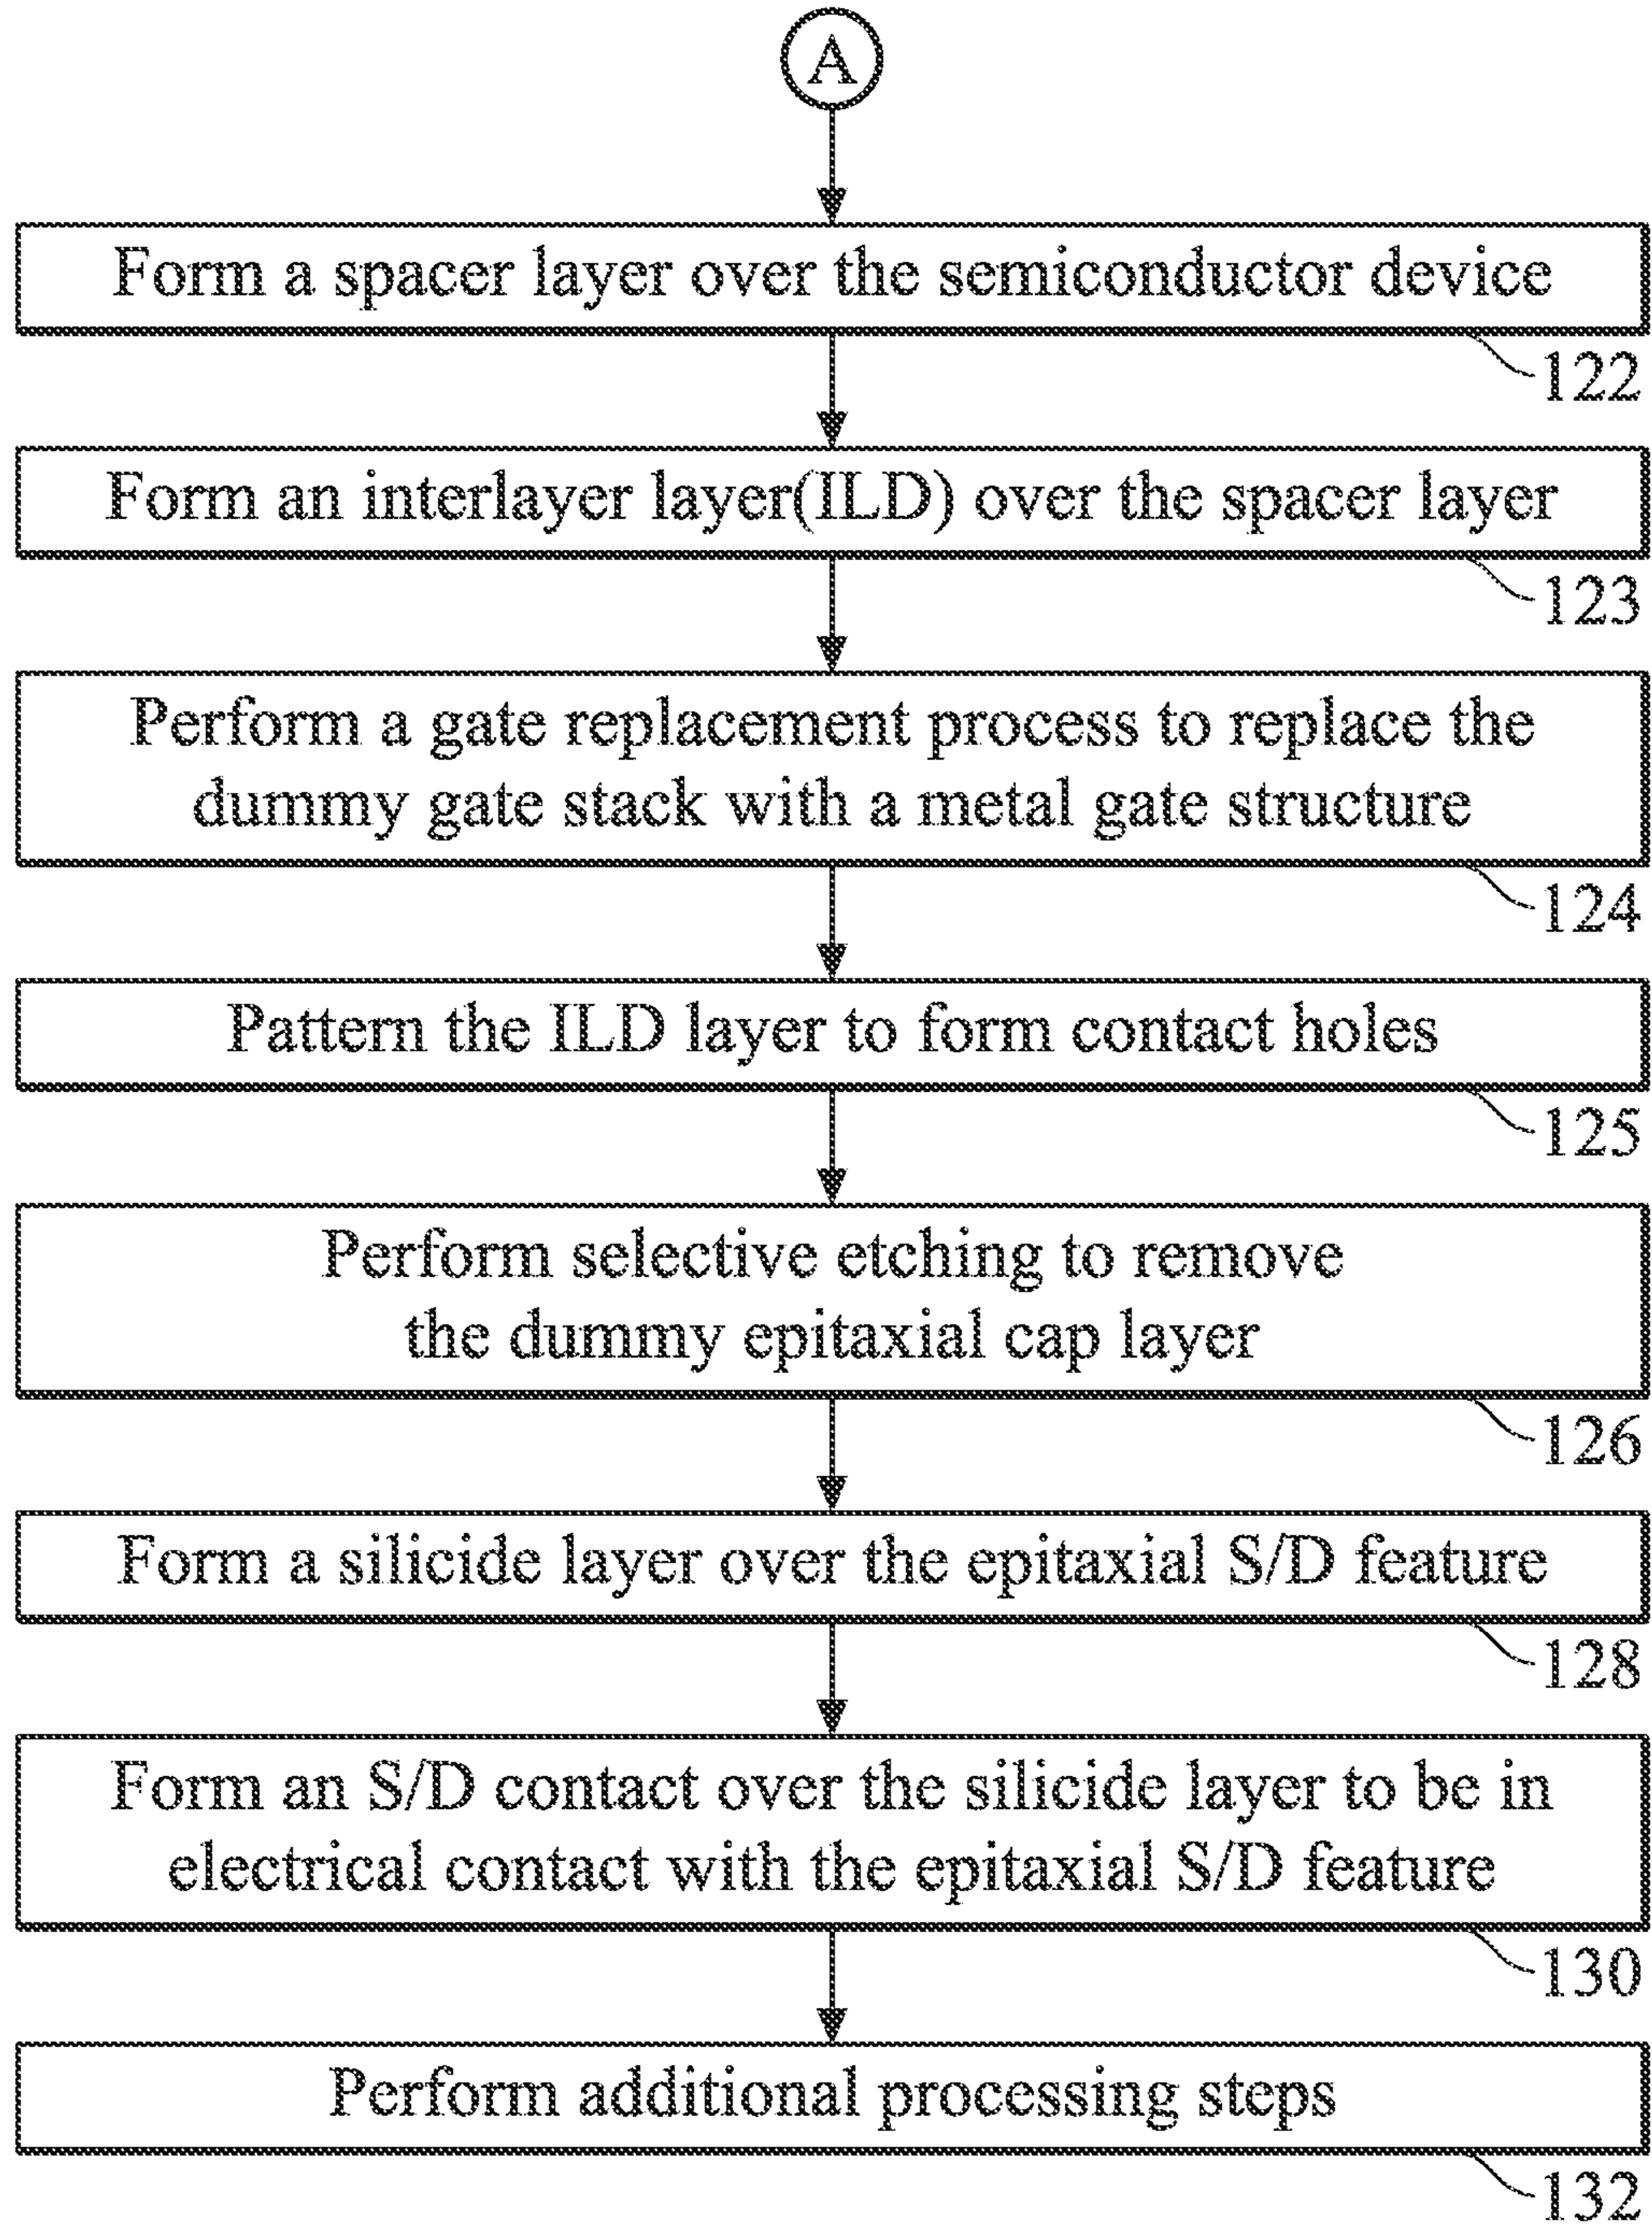 A
Form a spacer layer over the semiconductor device
122
Form an interlayer layer(ILD) over the spacer layer
123
Perform a gate replacement process to replace the
dummy gate stack with a metal gate structure
124
Pattern the ILD layer to form contact holes
125
Perform selective etching to remove
the dummy epitaxial cap layer
126
Form a silicide layer over the epitaxial S/D feature
128
Form an S/D contact over the silicide layer to be in
electrical contact with the epitaxial S/D feature
130
Perform additional processing steps
132